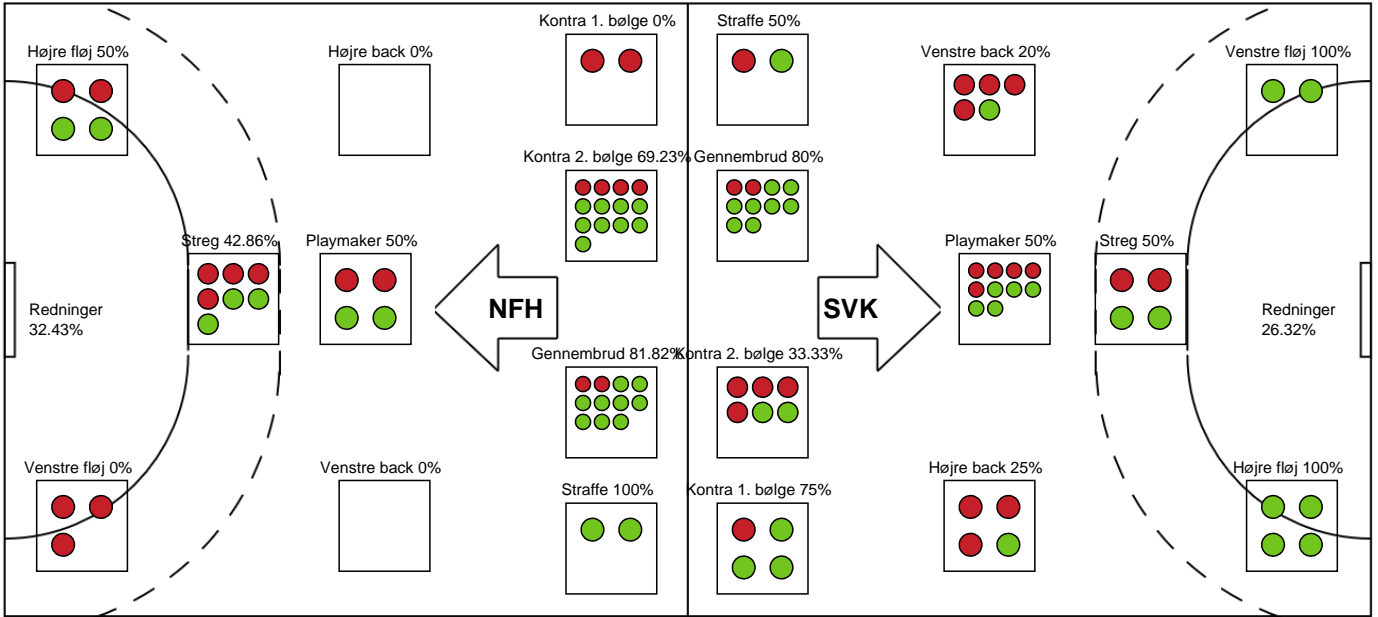 Kontra 1. bølge 0%
Straffe 50%
Højre fløj 50%
Højre back 0%
Venstre back 20%
Venstre fløj 100%
Kontra 2. bølge 69.23%
Gennembrud 80%
Streg 42.86%
Playmaker 50%
Playmaker 50%
Streg 50%
Redninger
32.43%
NFH
SVK
Redninger
26.32%
Gennembrud 81.82%
Kontra 2. bølge 33.33%
Venstre fløj 0%
Venstre back 0%
Straffe 100%
Kontra 1. bølge 75%
Højre back 25%
Højre fløj 100%